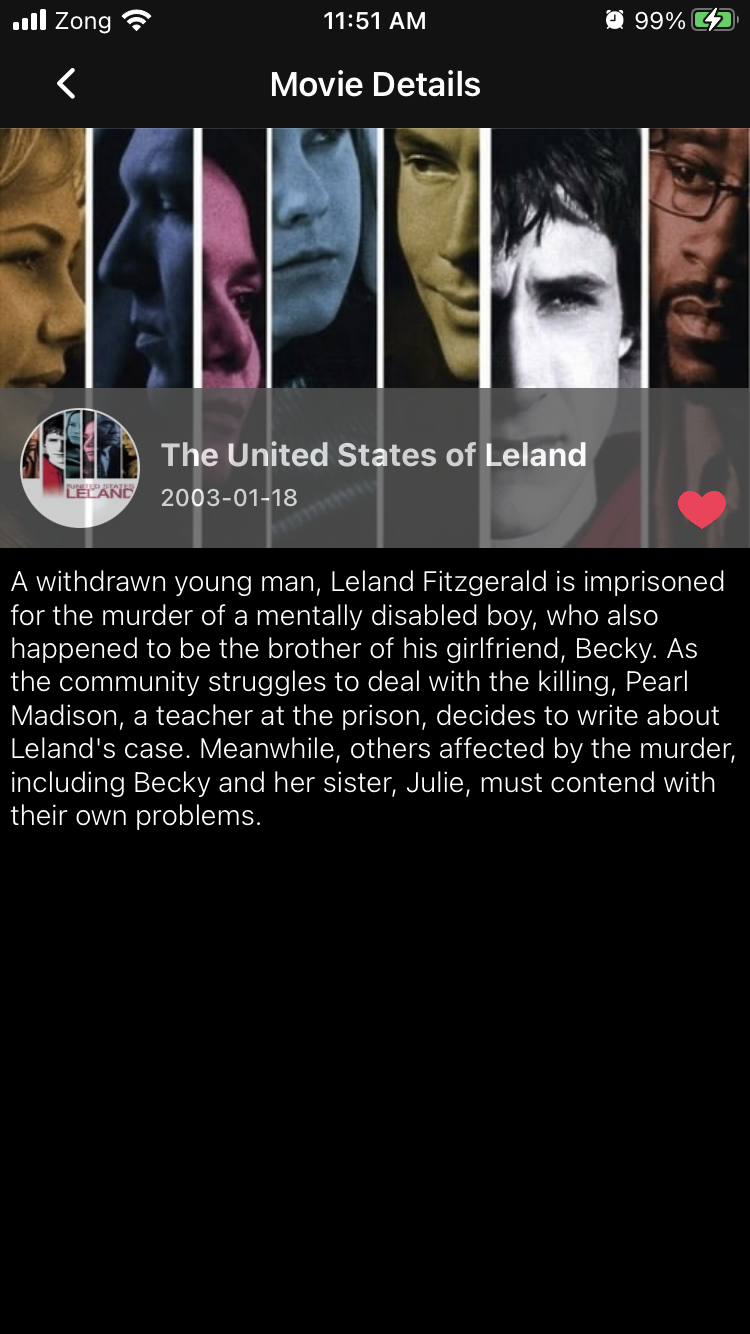 Zong 11:51 AM 99%
Movie Details
The United States of Leland
2003-01-18
UNITED STATES
LELAND
A withdrawn young man, Leland Fitzgerald is imprisoned
for the murder of a mentally disabled boy, who also
happened to be the brother of his girlfriend, Becky. As
the community struggles to deal with the killing, Pearl
Madison, a teacher at the prison, decides to write about
Leland's case. Meanwhile, others affected by the murder,
including Becky and her sister, Julie, must contend with
their own problems.